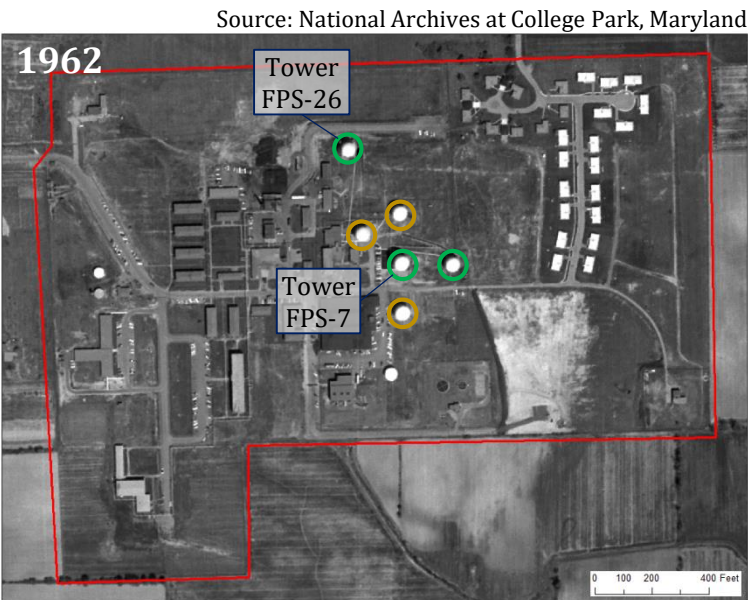 Source: National Archives at College Park, Maryland
1962
Tower
FPS-26
Tower
FPS-7
0 100 200 400 Feet